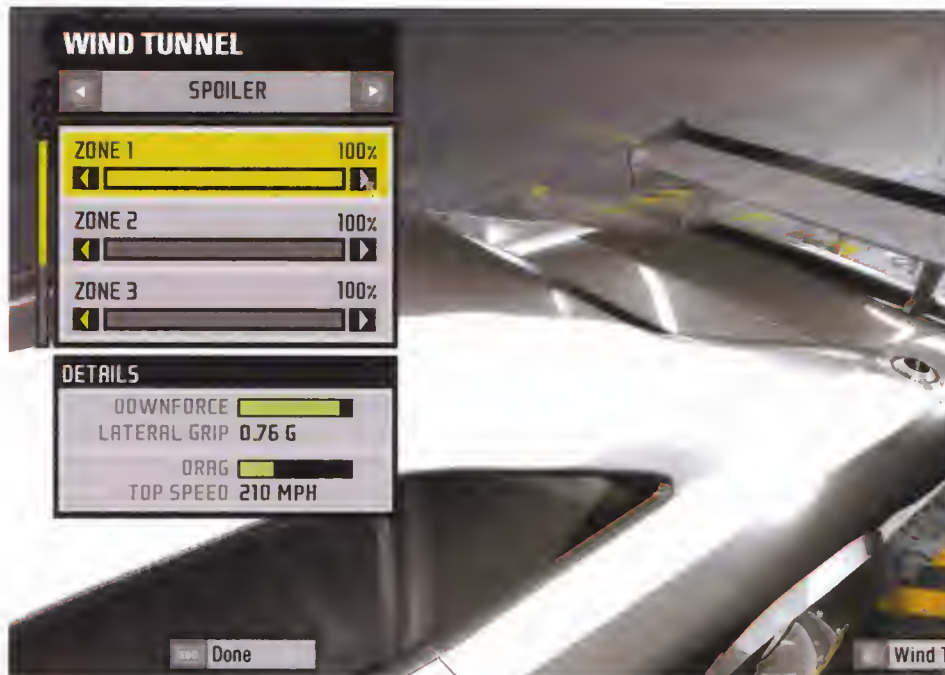 WIND TUNNEL
SPOILER
ZONE 1 100%
ZONE 2 100%
ZONE 3 100%
DETAILS
DOWNFORCE
LATERAL GRIP 0.76 G
DRAG
TOP SPEED 210 MPH
Done
Wind T